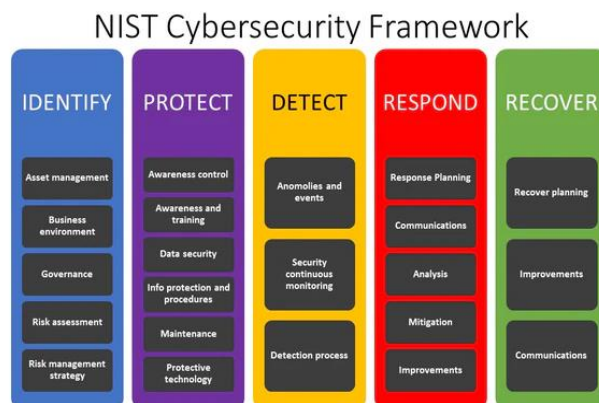 NIST Cybersecurity Framework
IDENTIFY
Asset management
Business
environment
Governance
Risk assessment
Risk management
strategy
PROTECT
Awareness control
Awareness and
training
Data security
Info protection and
procedures
Maintenance
Protective
technology
DETECT
Anomolies and
events
Security
continuous
monitoring
Detection process
RESPOND
Response Planning
Communications
Analysis
Mitigation
Improvements
RECOVER
Recover planning
Improvements
Communications